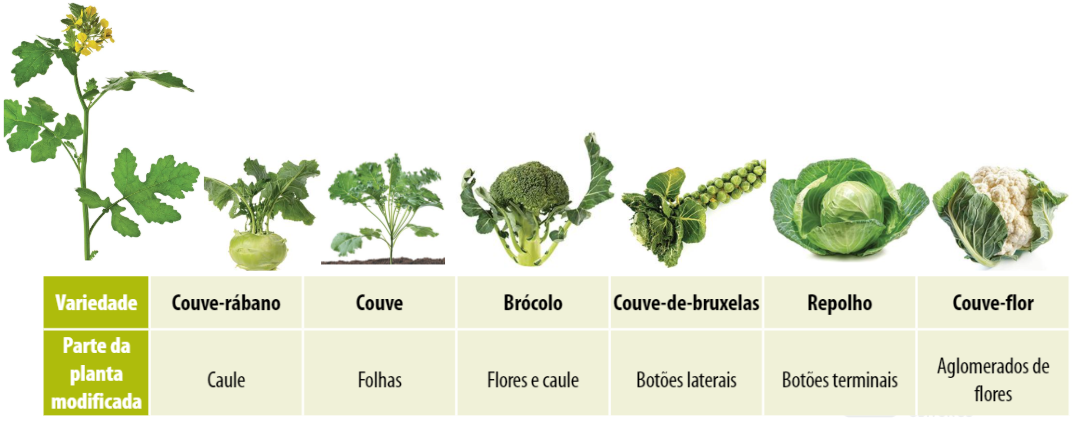 Variedade Couve-rábano Couve Brócolo Couve-de-bruxelas Repolho Couve-flor
Parte da
planta
modificada
Caule Folhas Flores e caule Botões laterais Botões terminais
Aglomerados de
flores